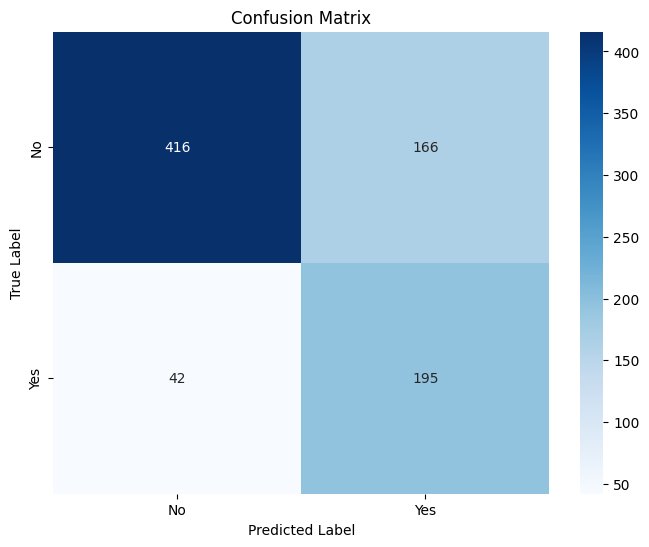 Confusion Matrix
True Label
No
Yes
416
166
42
195
No
Yes
Predicted Label
400
350
300
250
200
150
100
50